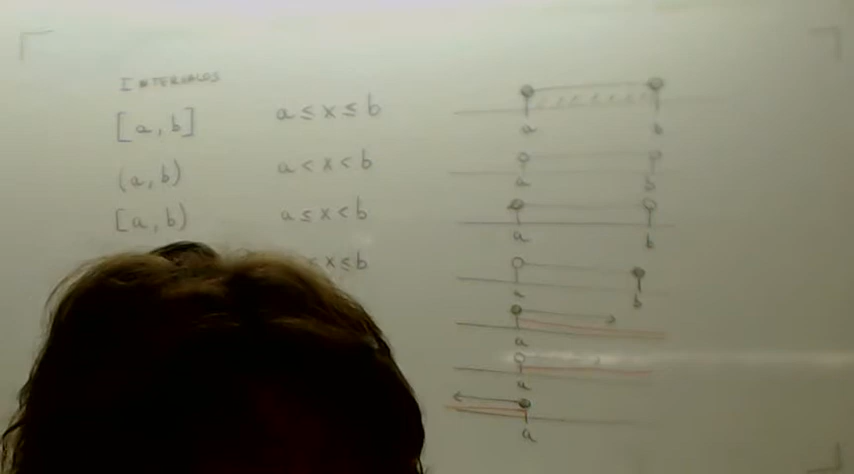 INTERVALOS
[a, b] a ≤ x ≤ b
a b
(a, b) a < x < b
a b
[a, b) a ≤ x < b
a b
x ≤ b
b
a
a
a